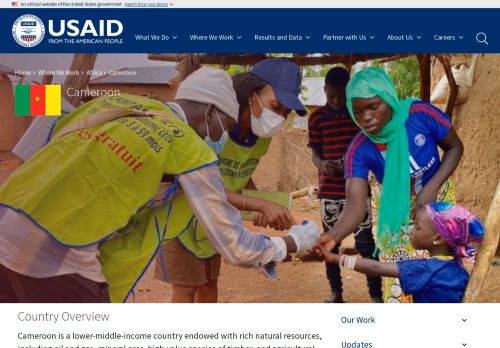 An official website of the United States government Here's how you know
USAID
FROM THE AMERICAN PEOPLE
What We Do
Where We Work
Results and Data
Partner with Us
About Us
Careers
Home > Where We Work > Africa > Cameroon
Cameroon
gratuit
3 à 59 mois
Country Overview
Our Work
Cameroon is a lower-middle-income country endowed with rich natural resources,
Updates
including oil and gas, mineral ores, high-value species of timber, and agricultural